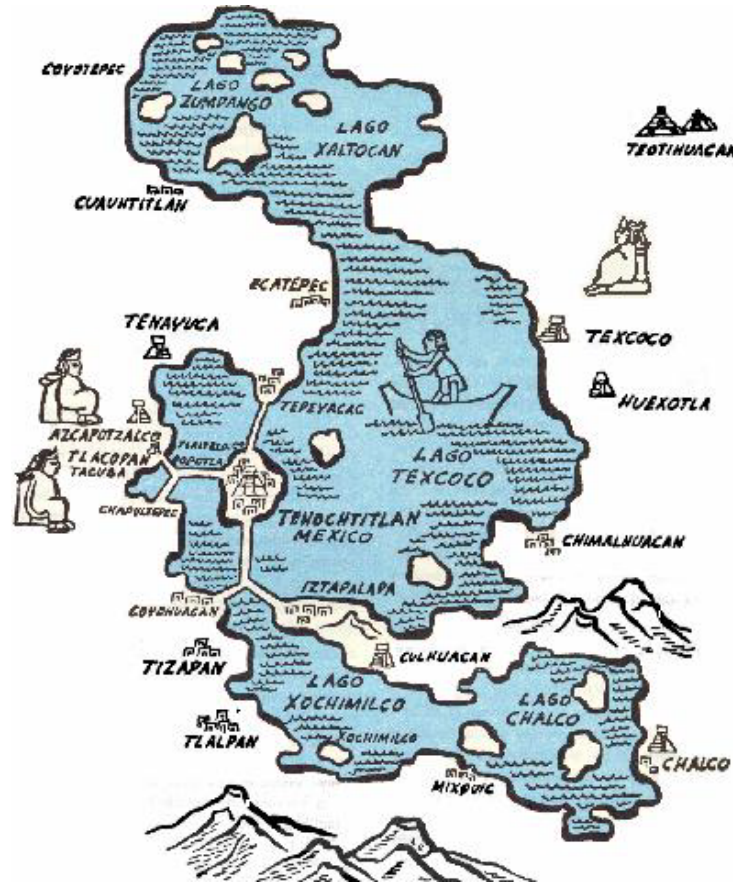 COYOTEPEC
LAGO
ZUMPANGO
LAGO
XALTOCAN
TEOTIHUACAN
CUAUHTITLAN
ECATEPEC
TENAYUCA
TEXCOCO
HUEXOTLA
TEPEYACAC
AZCAPOTZALCO
TLACOPAN
TACUBA
POPOTLA
CHAPULTEPEC
LAGO
TEXCOCO
TENOCHTITLAN
MEXICO
CHIMALHUACAN
IZTAPALAPA
COYOHUACAN
CULHUACAN
TIZAPAN
LAGO
XOCHIMILCO
LAGO
CHALCO
TLALPAN
XOCHIMILCO
CHALCO
MIXQUIC